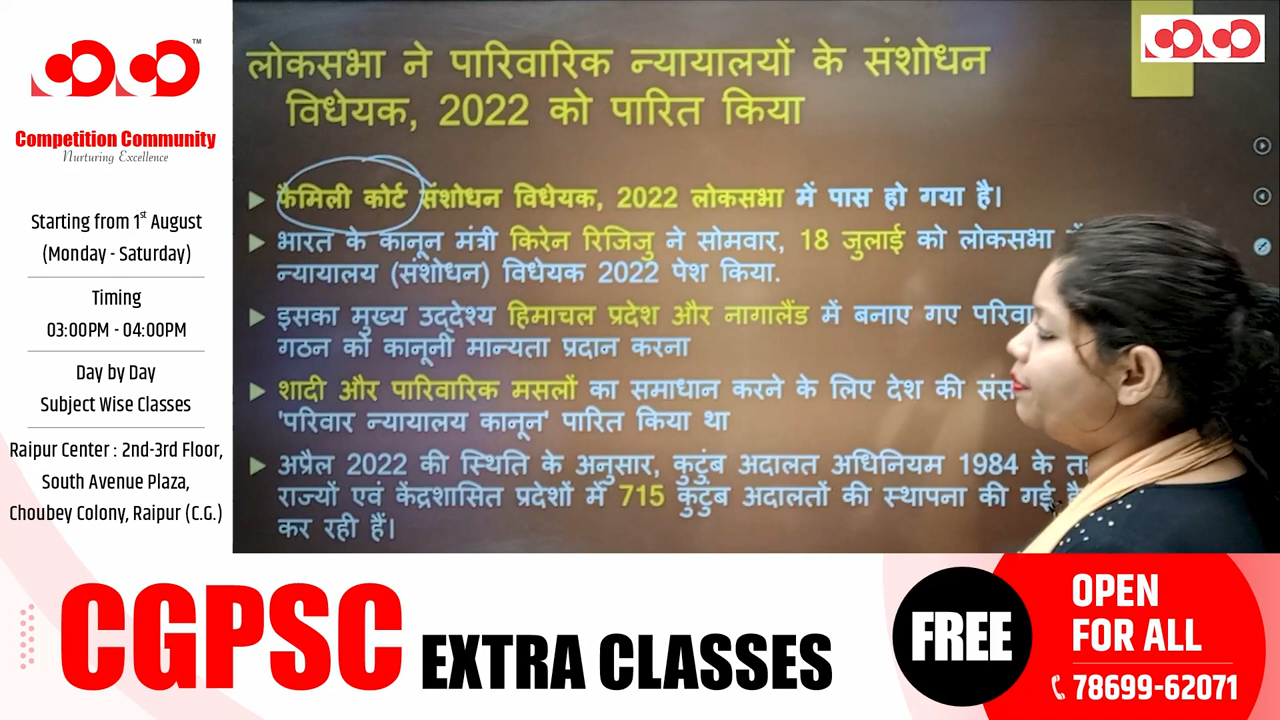 TM
Competition Community
Nurturing Excellence
Starting from 1st August
(Monday - Saturday)
Timing
03:00PM - 04:00PM
Day by Day
Subject Wise Classes
Raipur Center : 2nd-3rd Floor,
South Avenue Plaza,
Choubey Colony, Raipur (C.G.)
लोकसभा ने पारिवारिक न्यायालयों के संशोधन
विधेयक, 2022 को पारित किया
फैमिली कोर्ट संशोधन विधेयक, 2022 लोकसभा में पास हो गया है।
भारत के कानून मंत्री किरेन रिजिजु ने सोमवार, 18 जुलाई को लोकसभा
न्यायालय (संशोधन) विधेयक 2022 पेश किया.
इसका मुख्य उद्देश्य हिमाचल प्रदेश और नागालैंड में बनाए गए
गठन को कानूनी मान्यता प्रदान करना
शादी और पारिवारिक मसलों का समाधान करने के लिए देश की
'परिवार न्यायालय कानून' पारित किया था
अप्रैल 2022 की स्थिति के अनुसार, कुटुंब अदालत अधिनियम 1984 के
राज्यों एवं केंद्रशासित प्रदेशों में 715 कुटुंब अदालतों की स्थापना की गई
कर रही हैं।
CGPSC EXTRA CLASSES
FREE
OPEN
FOR ALL
78699-62071